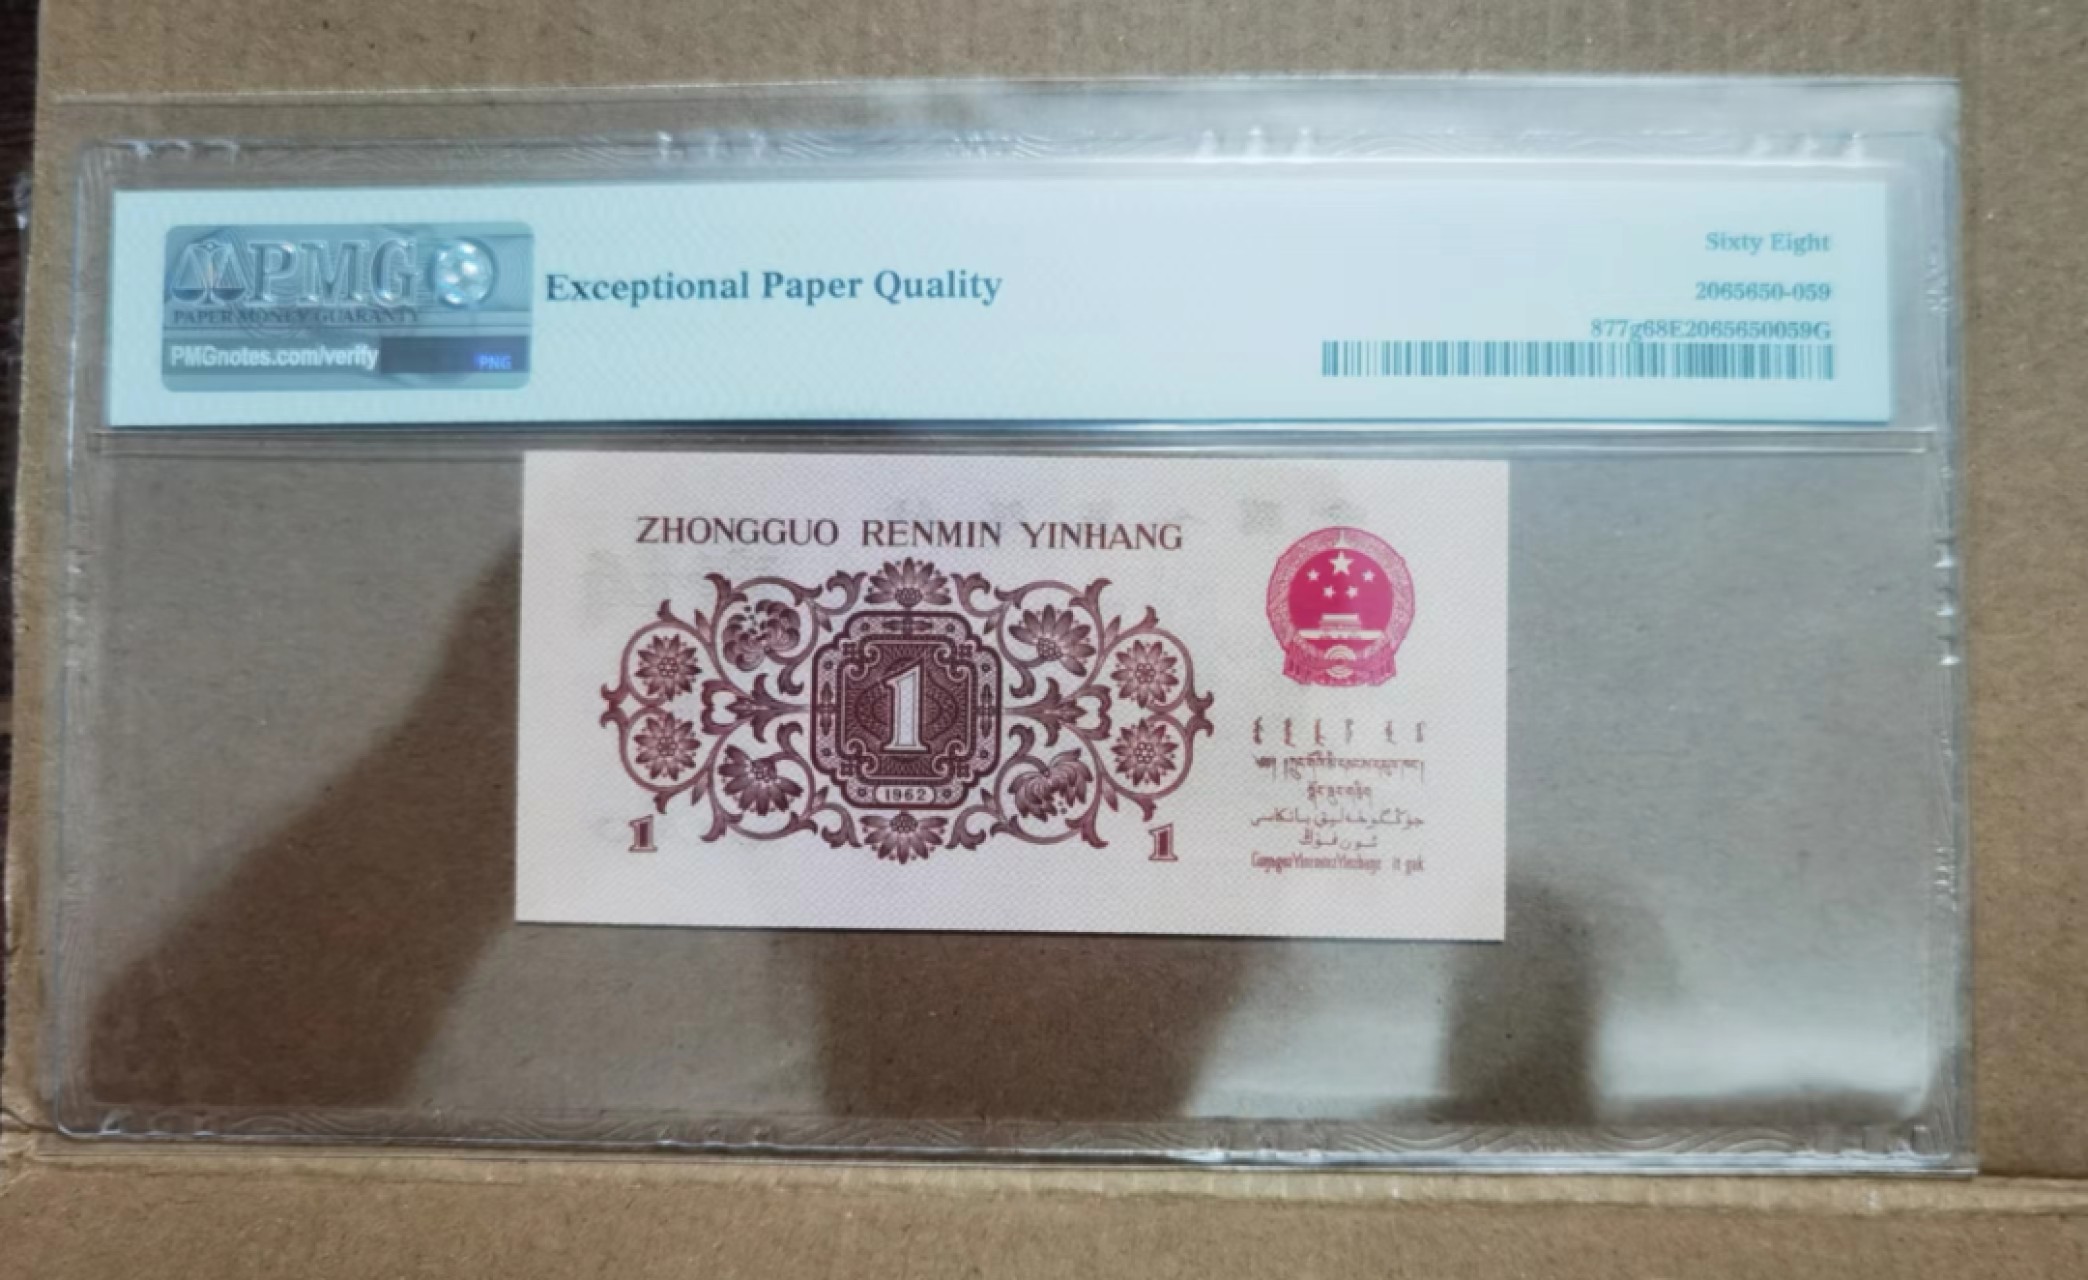 PMG
PAPER MONEY GUARANTY
PMGnotes.com/verify
PNG
Exceptional Paper Quality
Sixty Eight
2065650-059
877g68E2065650059G
ZHONGGUO RENMIN YINHANG
1
1962
1
1